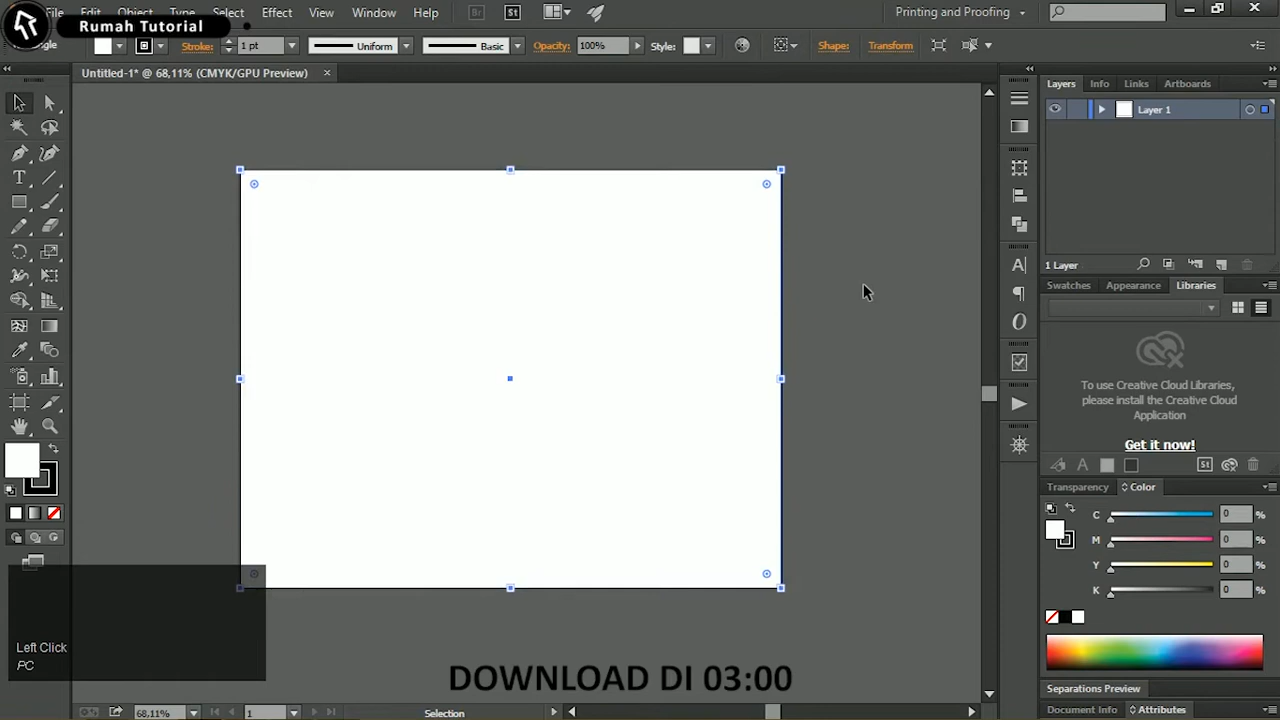 File Edit Object Type Select Effect View Window Help Br St Printing and Proofing
Rumah Tutorial
Stroke: 1 pt Uniform Basic Opacity: 100% Style: Shape: Transform
Untitled-1* @ 68,11% (CMYK/GPU Preview)
Layers Info Links Artboards
Layer 1
1 Layer
Swatches Appearance Libraries
To use Creative Cloud Libraries,
please install the Creative Cloud
Application
Get it now!
St
Transparency Color
C 0 %
M 0 %
Y 0 %
K 0 %
Left Click
PC
DOWNLOAD DI 03:00
Separations Preview
Document Info Attributes
68,11% 1 Selection